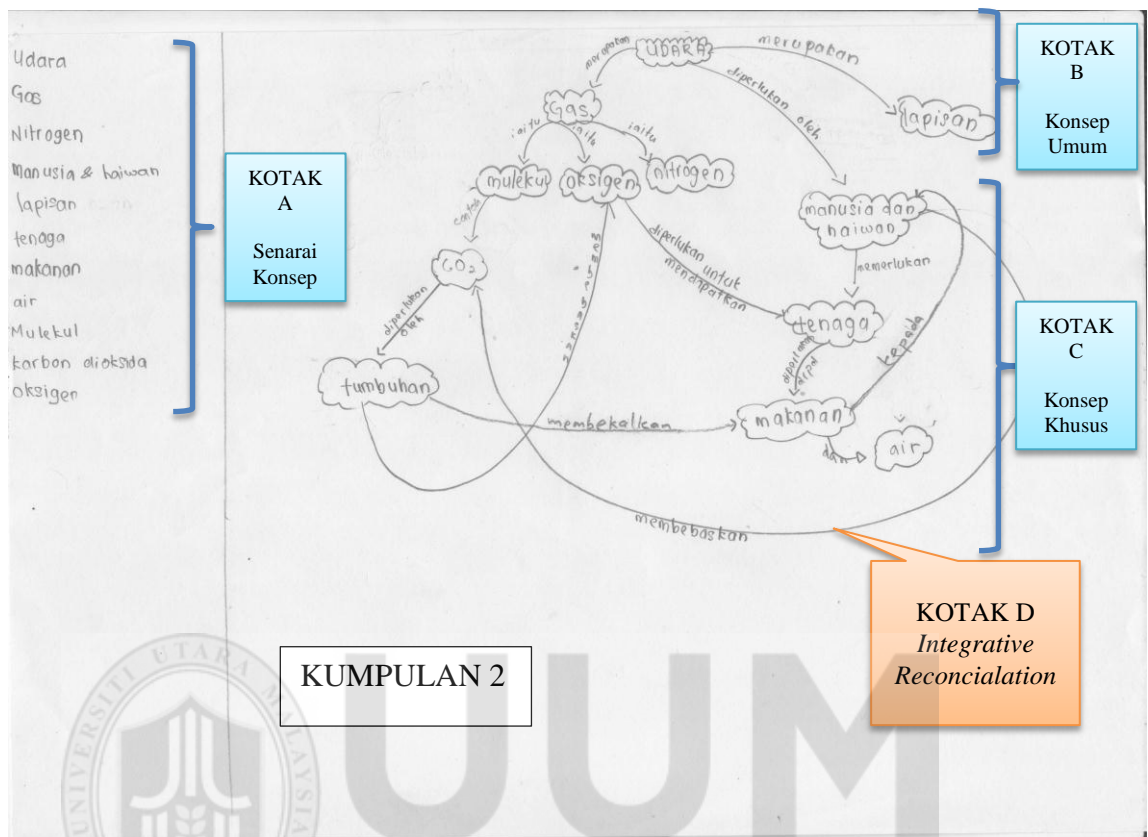 Udara
Gas
Nitrogen
Manusia & haiwan
lapisan
tenaga
makanan
air
Mulekul
karbon dioksida
oksigen
KOTAK
A
Senarai
Konsep
UDARA
merupakan
merupakan
diperlukan oleh
Gas
lapisan
iaitu
iaitu
iaitu
mulekul
oksigen
nitrogen
manusia dan
haiwan
contoh
CO₂
diperlukan untuk
mendapatkan
memerlukan
tenaga
diperlukan
oleh
kepada
tumbuhan
membekalkan
makanan
dan
air
membebaskan
KOTAK
B
Konsep
Umum
KOTAK
C
Konsep
Khusus
KOTAK D
Integrative
Reconcialation
KUMPULAN 2
UNIVERSITI UTARA MALAYSIA
UUM